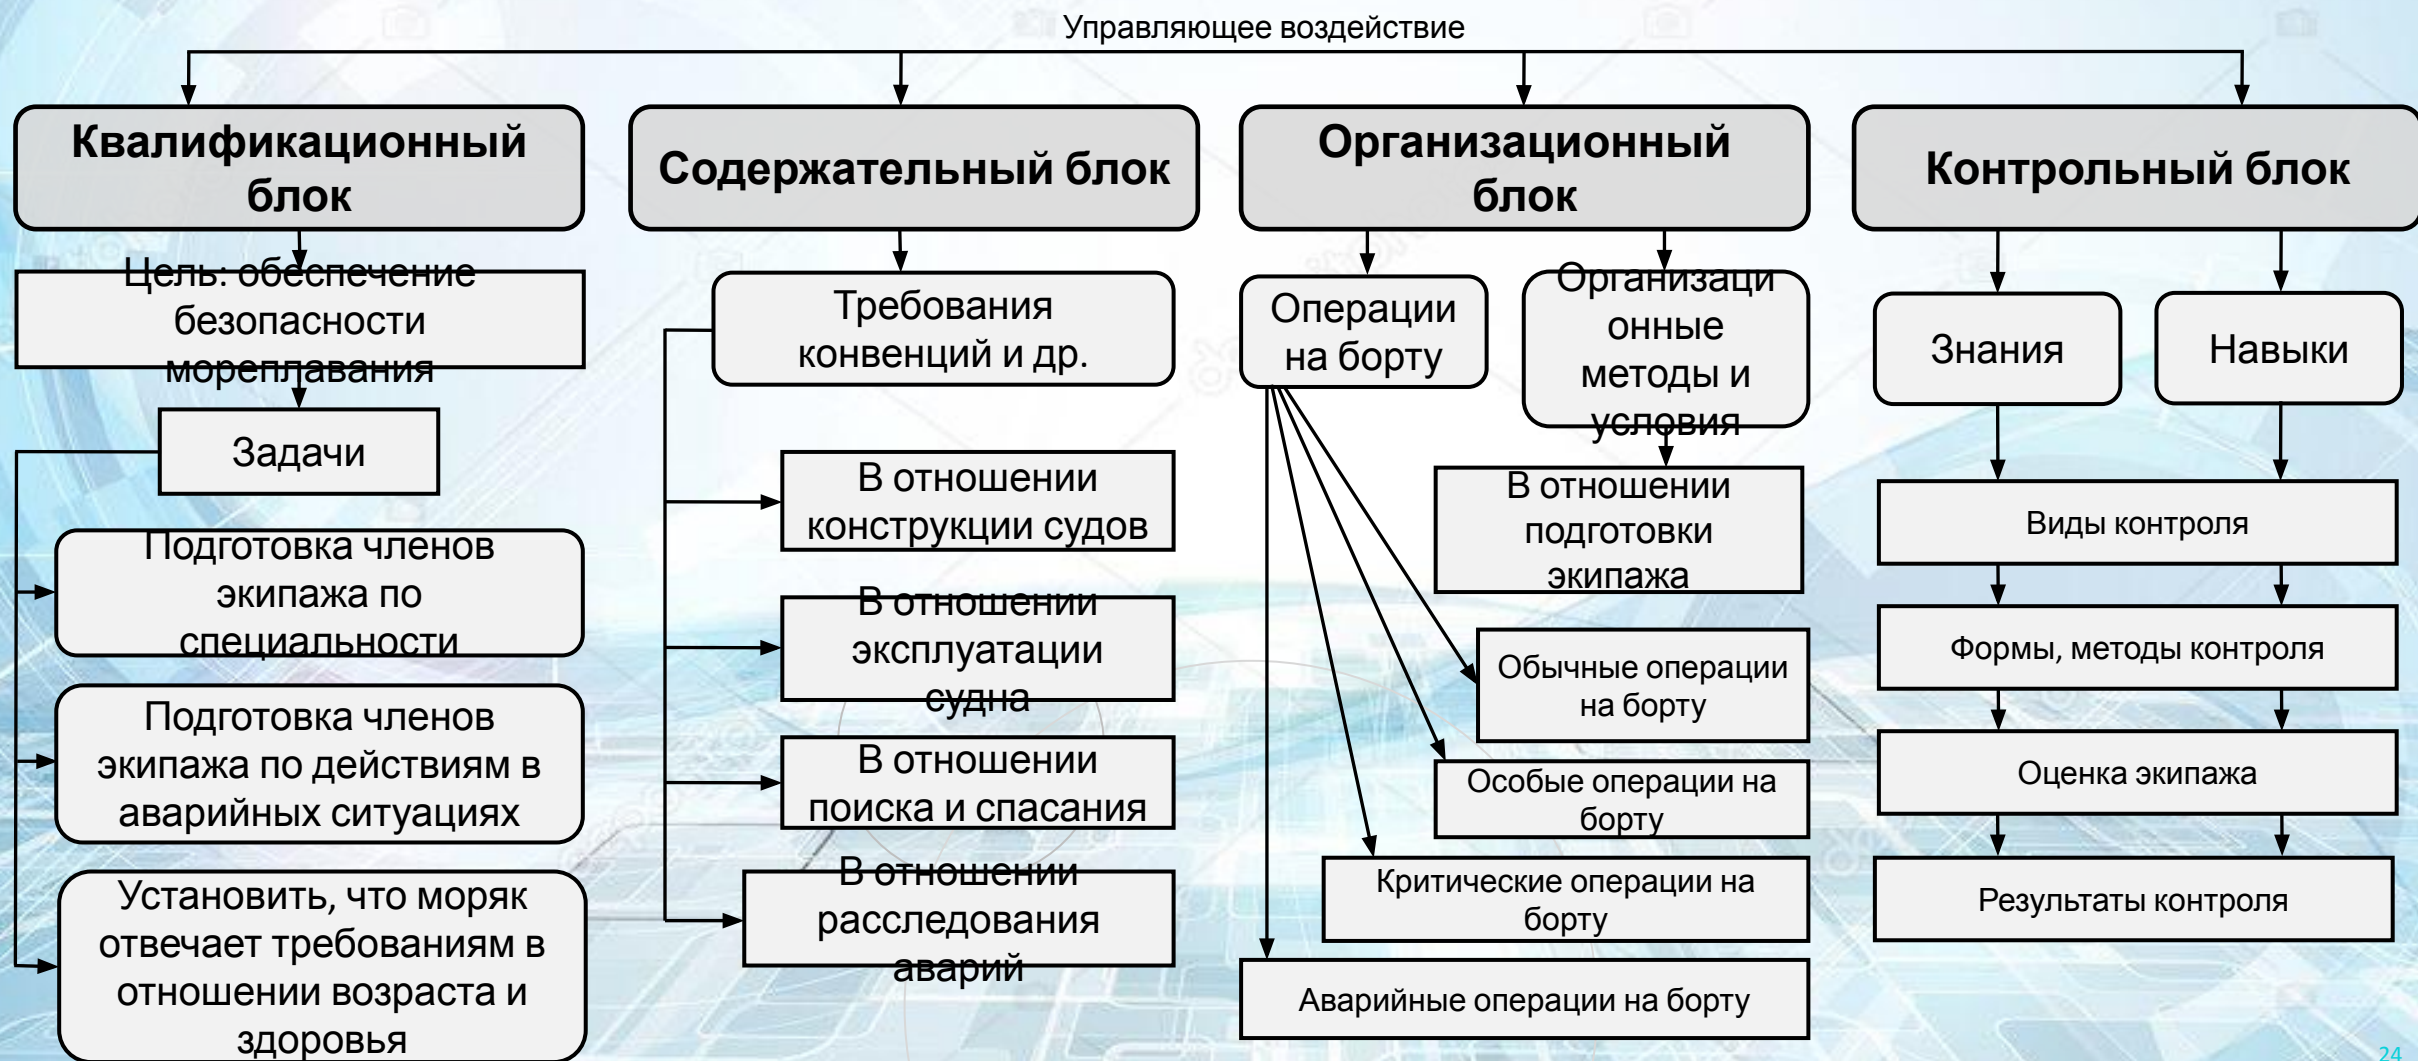 Управляющее воздействие
Квалификационный
блок
Цель: обеспечение
безопасности
мореплавания
Задачи
Подготовка членов
экипажа по
специальности
Подготовка членов
экипажа по действиям в
аварийных ситуациях
Установить, что моряк
отвечает требованиям в
отношении возраста и
здоровья
Содержательный блок
Требования
конвенций и др.
В отношении
конструкции судов
В отношении
эксплуатации
судна
В отношении
поиска и спасания
В отношении
расследования
аварий
Организационный
блок
Операции
на борту
Организаци
онные
методы и
условия
В отношении
подготовки
экипажа
Обычные операции
на борту
Особые операции на
борту
Критические операции на
борту
Аварийные операции на борту
Контрольный блок
Знания
Навыки
Виды контроля
Формы, методы контроля
Оценка экипажа
Результаты контроля
24